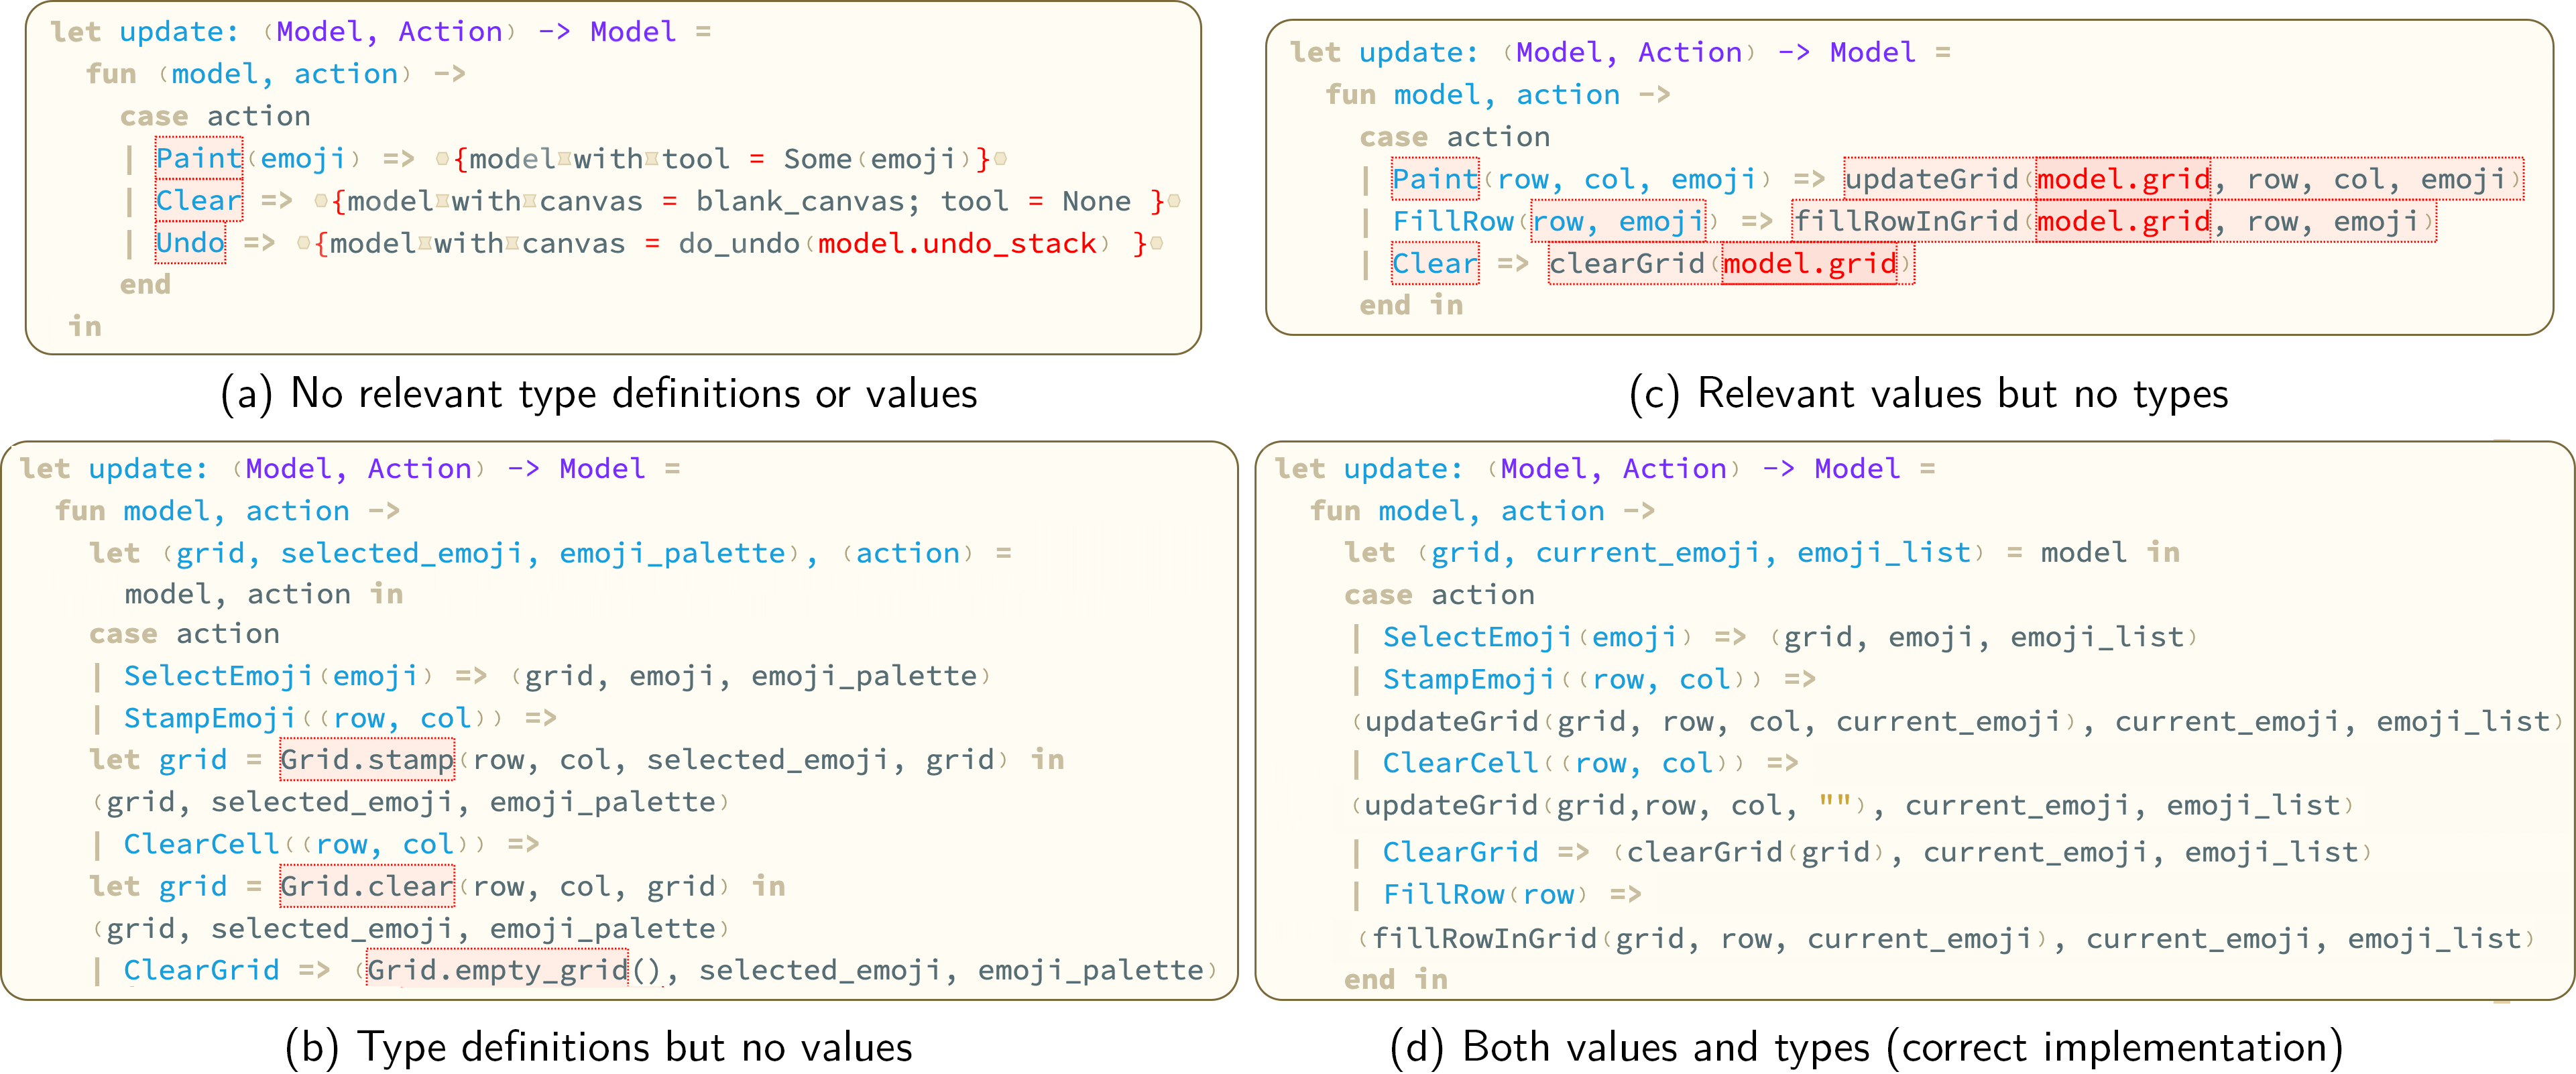 let update: (Model, Action) -> Model =
fun (model, action) ->
case action
| Paint(emoji) => {model with tool = Some(emoji)}
| Clear => {model with canvas = blank_canvas; tool = None }
| Undo => {model with canvas = do_undo(model.undo_stack) }
end
in
(a) No relevant type definitions or values
let update: (Model, Action) -> Model =
fun model, action ->
case action
| Paint(row, col, emoji) => updateGrid(model.grid, row, col, emoji)
| FillRow(row, emoji) => fillRowInGrid(model.grid, row, emoji)
| Clear => clearGrid(model.grid)
end in
(c) Relevant values but no types
let update: (Model, Action) -> Model =
fun model, action ->
let (grid, selected_emoji, emoji_palette), (action) =
model, action in
case action
| SelectEmoji(emoji) => (grid, emoji, emoji_palette)
| StampEmoji((row, col)) =>
let grid = Grid.stamp(row, col, selected_emoji, grid) in
(grid, selected_emoji, emoji_palette)
| ClearCell((row, col)) =>
let grid = Grid.clear(row, col, grid) in
(grid, selected_emoji, emoji_palette)
| ClearGrid => (Grid.empty_grid(), selected_emoji, emoji_palette)
(b) Type definitions but no values
let update: (Model, Action) -> Model =
fun model, action ->
let (grid, current_emoji, emoji_list) = model in
case action
| SelectEmoji(emoji) => (grid, emoji, emoji_list)
| StampEmoji((row, col)) =>
(updateGrid(grid, row, col, current_emoji), current_emoji, emoji_list)
| ClearCell((row, col)) =>
(updateGrid(grid,row, col, ""), current_emoji, emoji_list)
| ClearGrid => (clearGrid(grid), current_emoji, emoji_list)
| FillRow(row) =>
(fillRowInGrid(grid, row, current_emoji), current_emoji, emoji_list)
end in
(d) Both values and types (correct implementation)